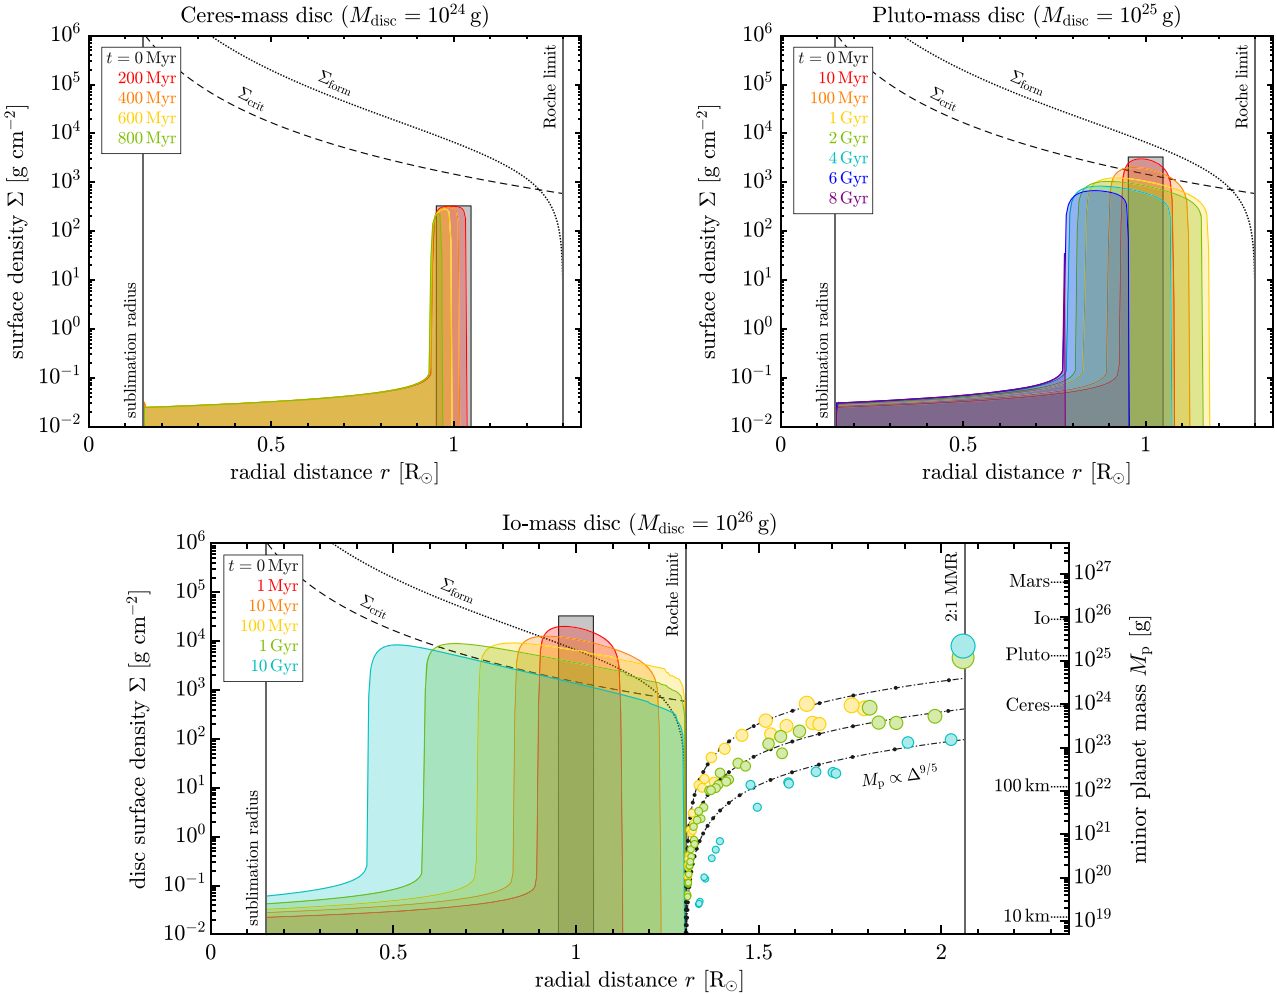 Ceres-mass disc (M_disc = 10^24 g)
10^6
10^5
10^4
10^3
10^2
10^1
10^0
10^−1
10^−2
surface density Σ [g cm^−2]
t = 0 Myr
200 Myr
400 Myr
600 Myr
800 Myr
Σ_form
Σ_crit
Roche limit
sublimation radius
0
0.5
1
radial distance r [R_⊙]
Pluto-mass disc (M_disc = 10^25 g)
10^6
10^5
10^4
10^3
10^2
10^1
10^0
10^−1
10^−2
surface density Σ [g cm^−2]
t = 0 Myr
10 Myr
100 Myr
1 Gyr
2 Gyr
4 Gyr
6 Gyr
8 Gyr
Σ_form
Σ_crit
Roche limit
sublimation radius
0
0.5
1
radial distance r [R_⊙]
Io-mass disc (M_disc = 10^26 g)
10^6
10^5
10^4
10^3
10^2
10^1
10^0
10^−1
10^−2
disc surface density Σ [g cm^−2]
t = 0 Myr
1 Myr
10 Myr
100 Myr
1 Gyr
10 Gyr
Σ_form
Σ_crit
Roche limit
2:1 MMR
sublimation radius
M_p ∝ Δ^9/5
Mars
Io
Pluto
Ceres
100 km
10 km
10^27
10^26
10^25
10^24
10^23
10^22
10^21
10^20
10^19
minor planet mass M_p [g]
0
0.5
1
1.5
2
radial distance r [R_⊙]